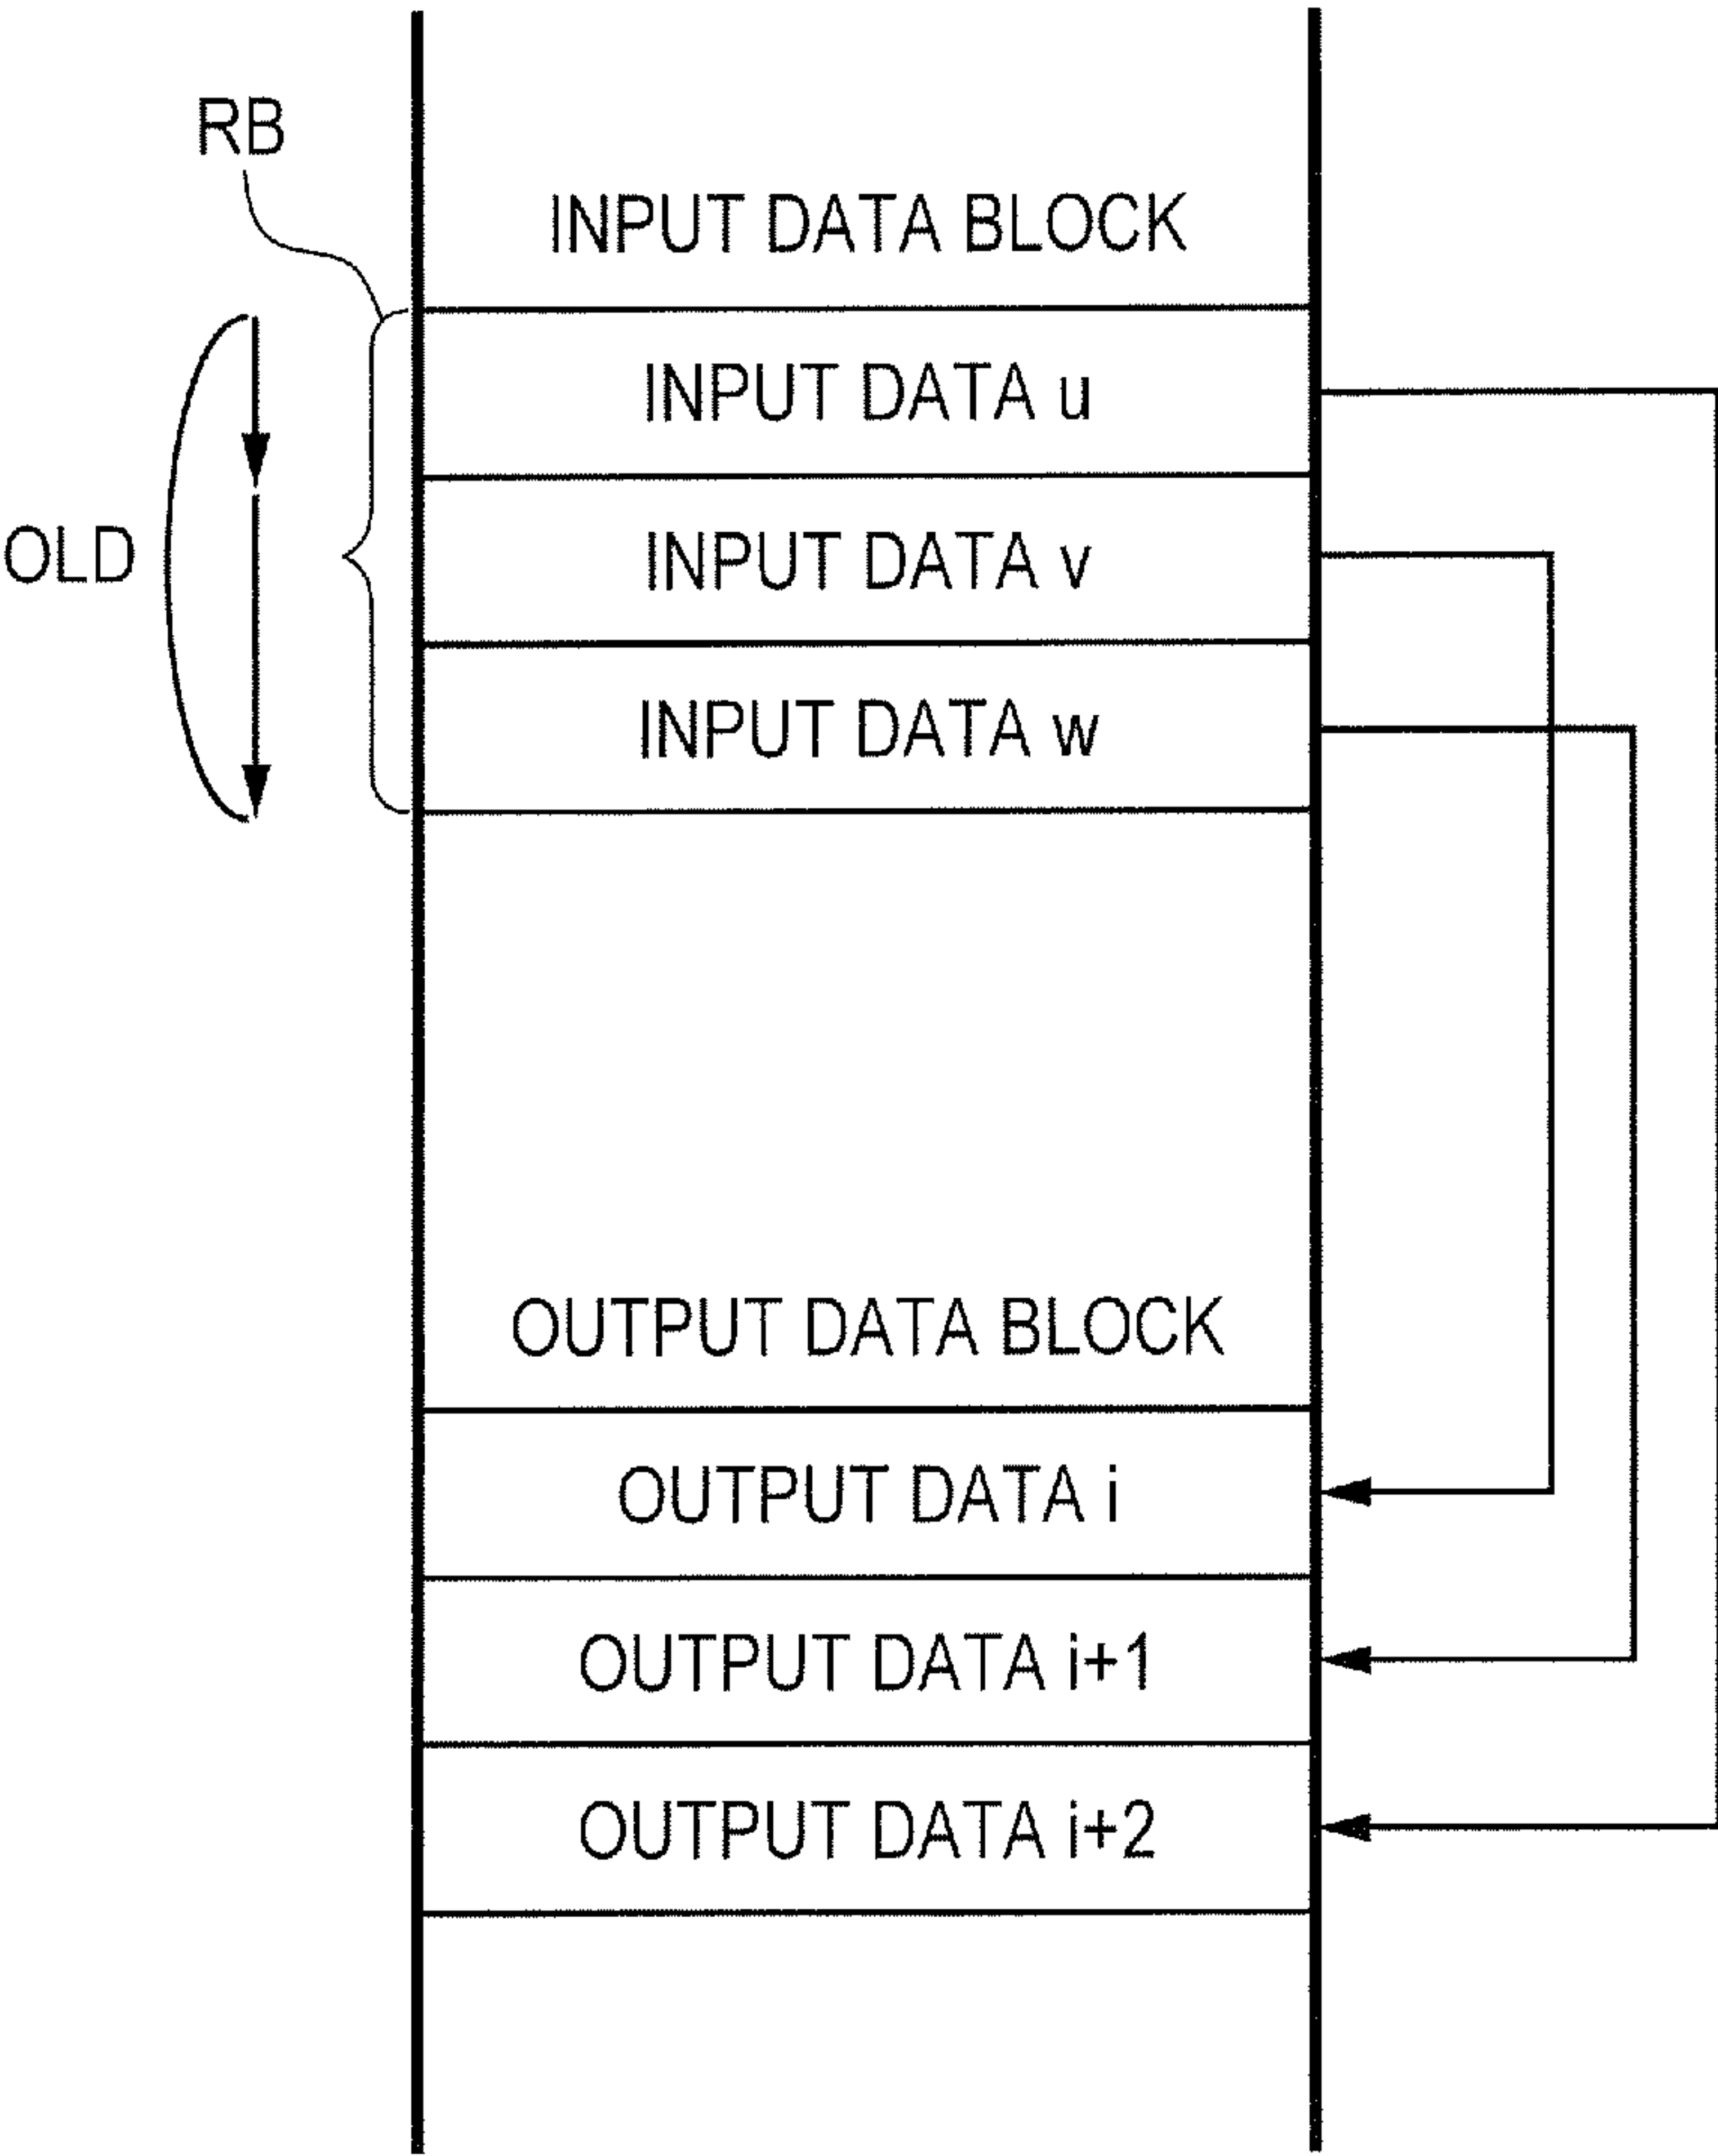 RB
INPUT DATA BLOCK
INPUT DATA u
OLD
INPUT DATA v
INPUT DATA w
OUTPUT DATA BLOCK
OUTPUT DATA i
OUTPUT DATA i+1
OUTPUT DATA i+2